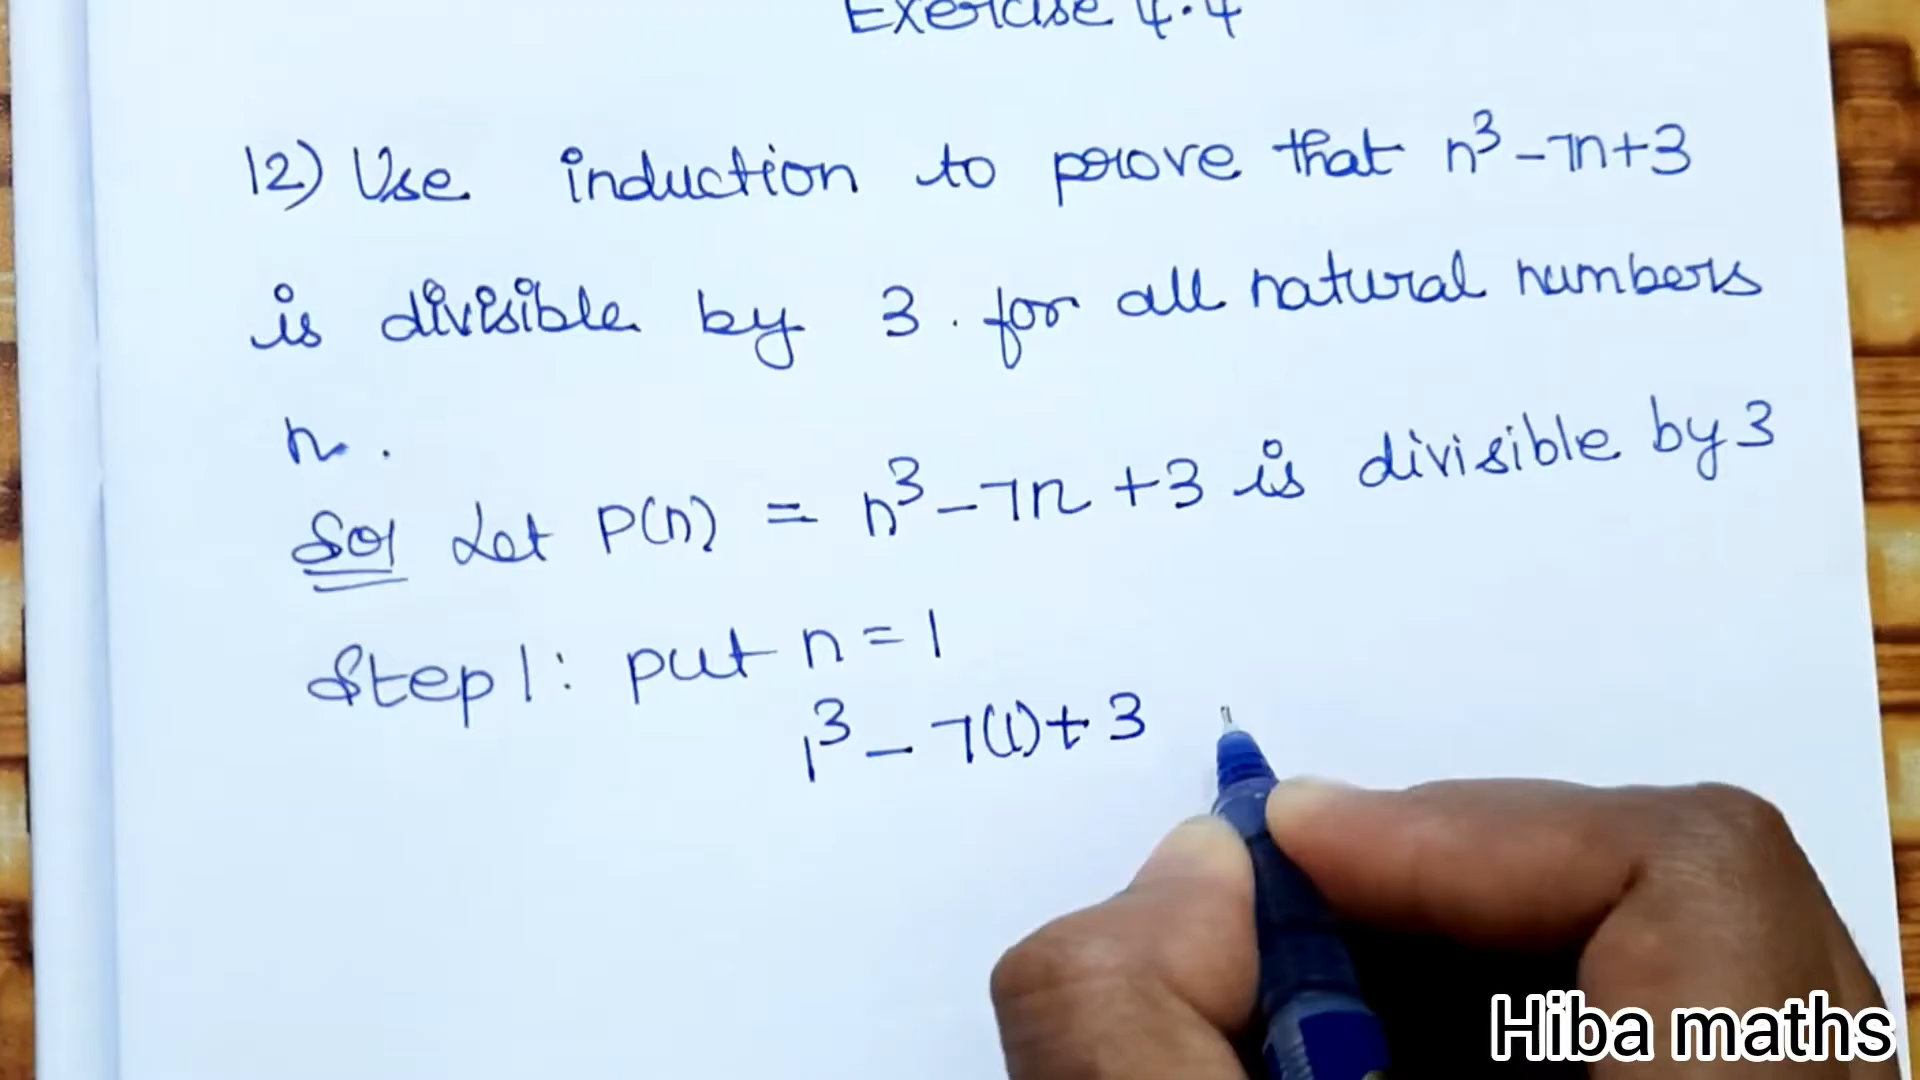 Exercise 4.4
12) Use induction to prove that n³ - 7n + 3
is divisible by 3. for all natural numbers
n.
Sol Let P(n) = n³ - 7n + 3 is divisible by 3
Step 1: put n = 1
1³ - 7(1) + 3
Hiba maths